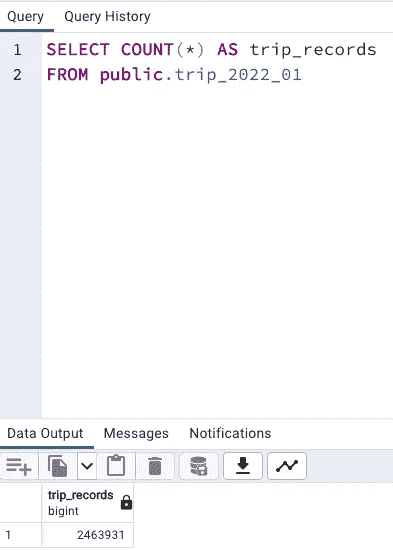 Query Query History
1 SELECT COUNT(*) AS trip_records
2 FROM public.trip_2022_01
Data Output Messages Notifications
trip_records
bigint
1 2463931